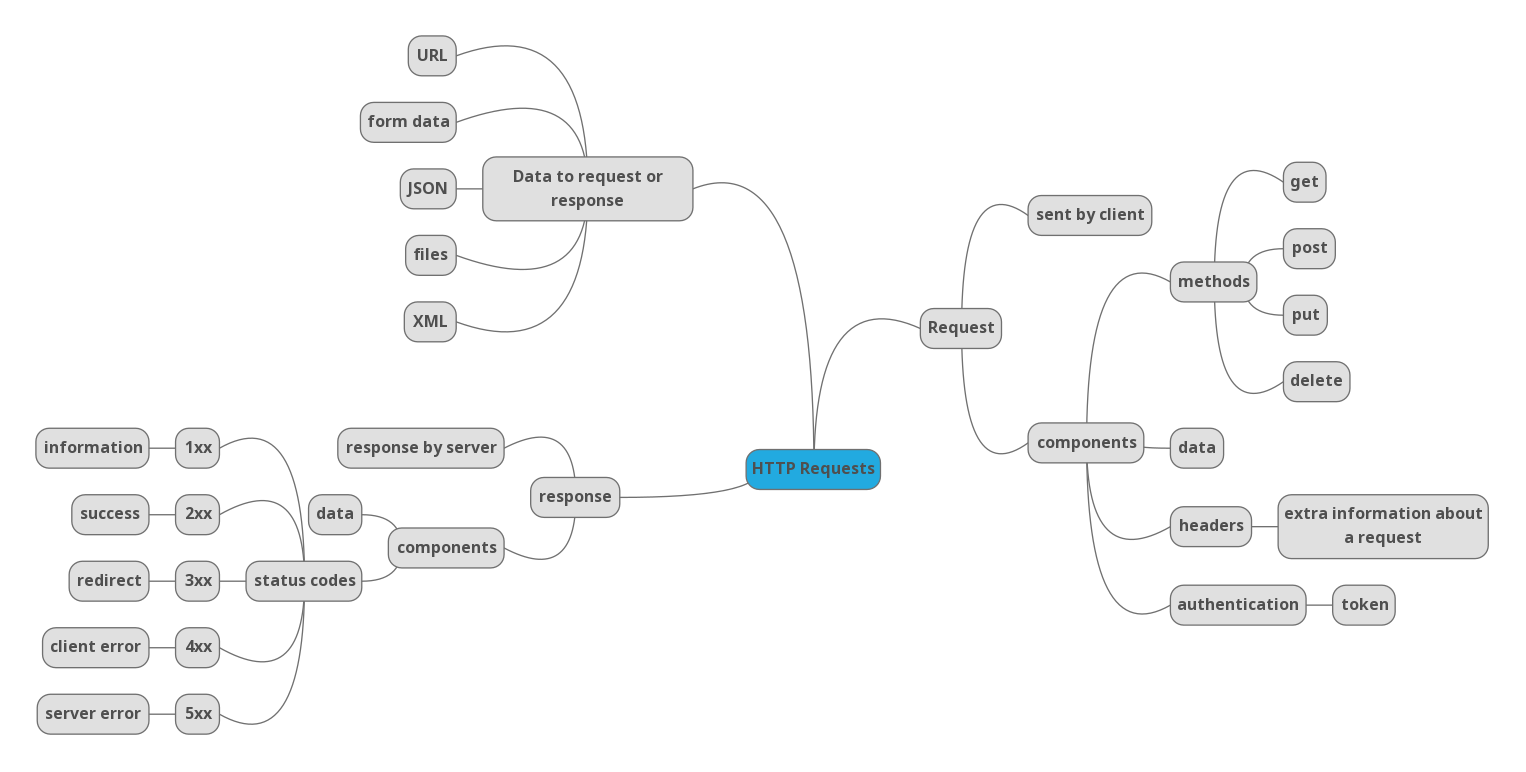 URL
form data
JSON
files
XML
Data to request or
response
HTTP Requests
Request
sent by client
components
methods
get
post
put
delete
data
headers
extra information about
a request
authentication
token
response
response by server
components
data
status codes
1xx
information
2xx
success
3xx
redirect
4xx
client error
5xx
server error